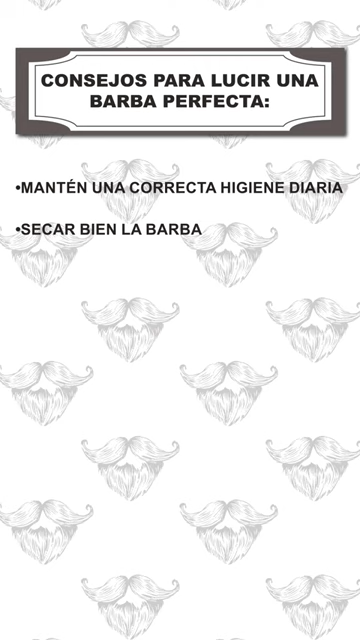 CONSEJOS PARA LUCIR UNA
BARBA PERFECTA:
•MANTÉN UNA CORRECTA HIGIENE DIARIA
•SECAR BIEN LA BARBA